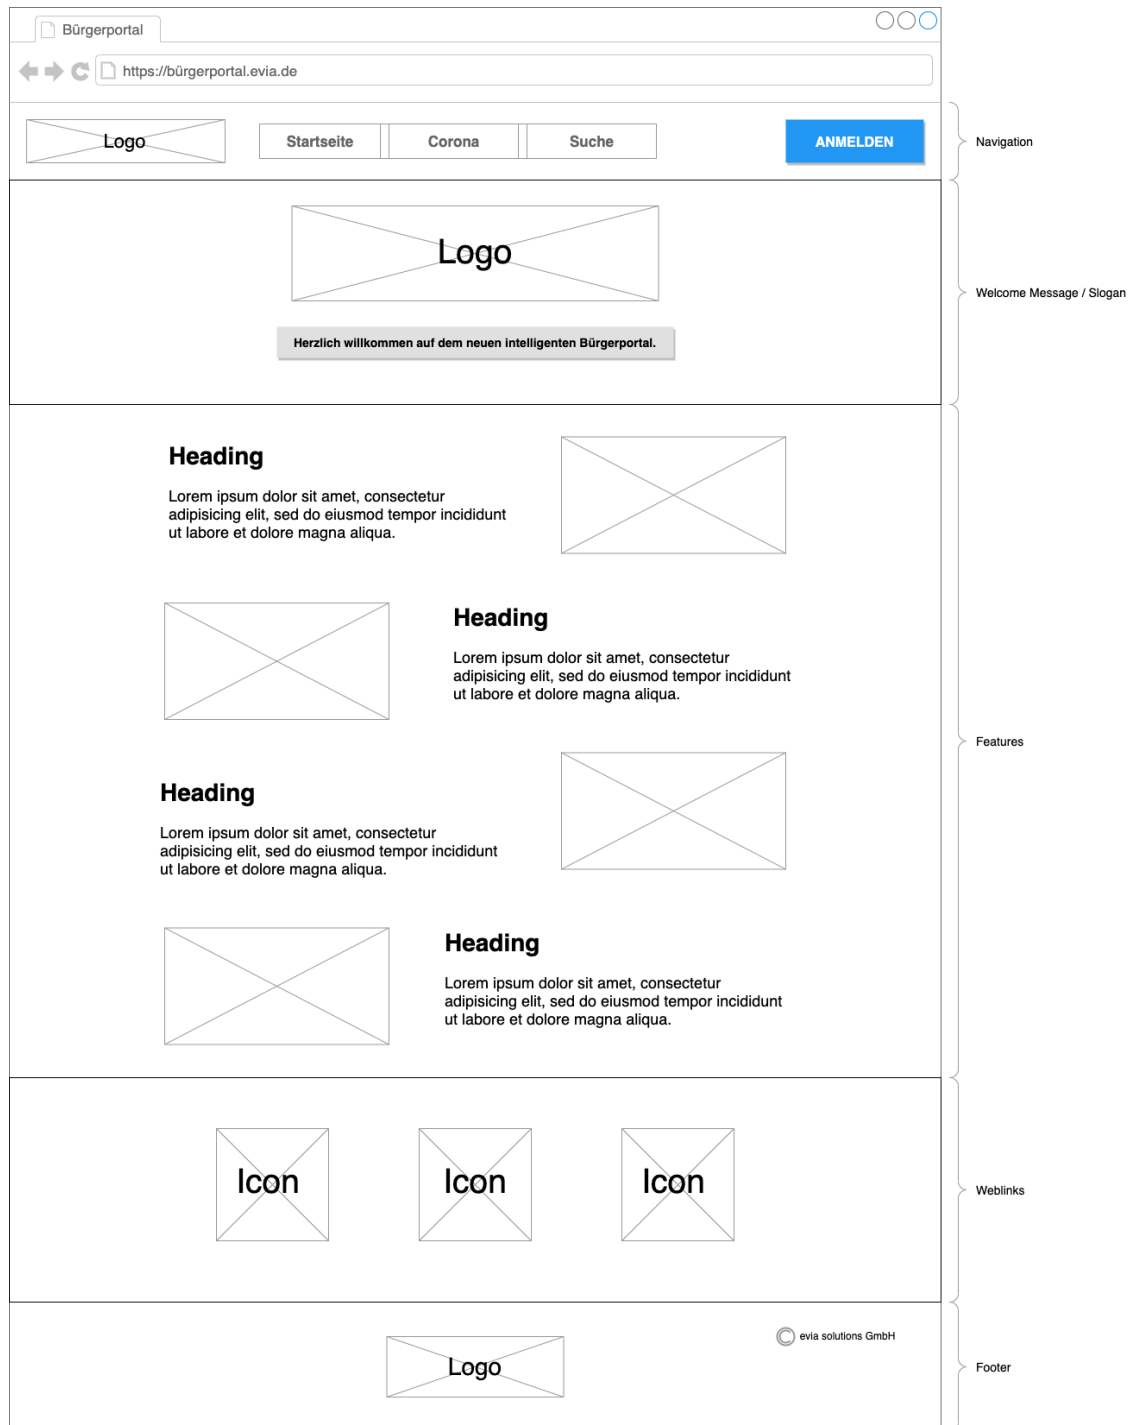 Bürgerportal
https://bürgerportal.evia.de
Logo
Startseite
Corona
Suche
ANMELDEN
Navigation
Logo
Welcome Message / Slogan
Herzlich willkommen auf dem neuen intelligenten Bürgerportal.
Heading
Lorem ipsum dolor sit amet, consectetur
adipisicing elit, sed do eiusmod tempor incididunt
ut labore et dolore magna aliqua.
Heading
Lorem ipsum dolor sit amet, consectetur
adipisicing elit, sed do eiusmod tempor incididunt
ut labore et dolore magna aliqua.
Features
Heading
Lorem ipsum dolor sit amet, consectetur
adipisicing elit, sed do eiusmod tempor incididunt
ut labore et dolore magna aliqua.
Heading
Lorem ipsum dolor sit amet, consectetur
adipisicing elit, sed do eiusmod tempor incididunt
ut labore et dolore magna aliqua.
Icon
Icon
Icon
Weblinks
© evia solutions GmbH
Logo
Footer